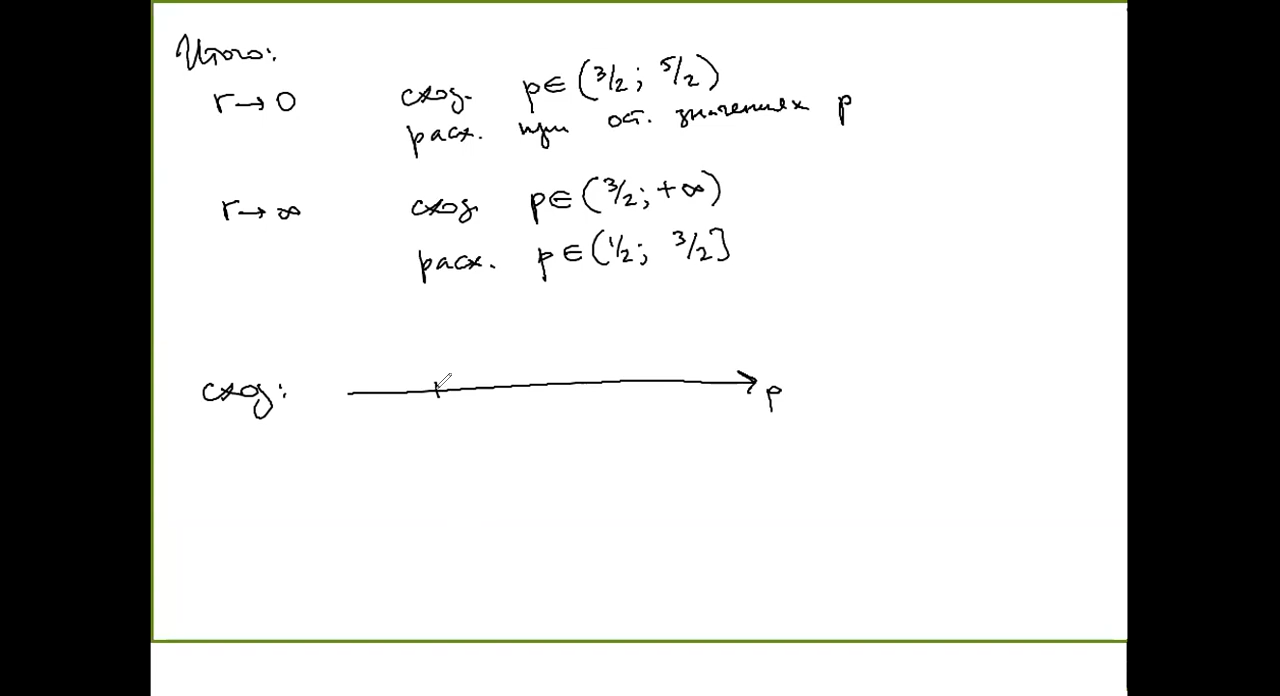 Итого:
r→0 сход. p∈(3/2; 5/2)
расх. при ост. значениях p
r→∞ сход p∈(3/2; +∞)
расх. p∈(1/2; 3/2]
сход: p